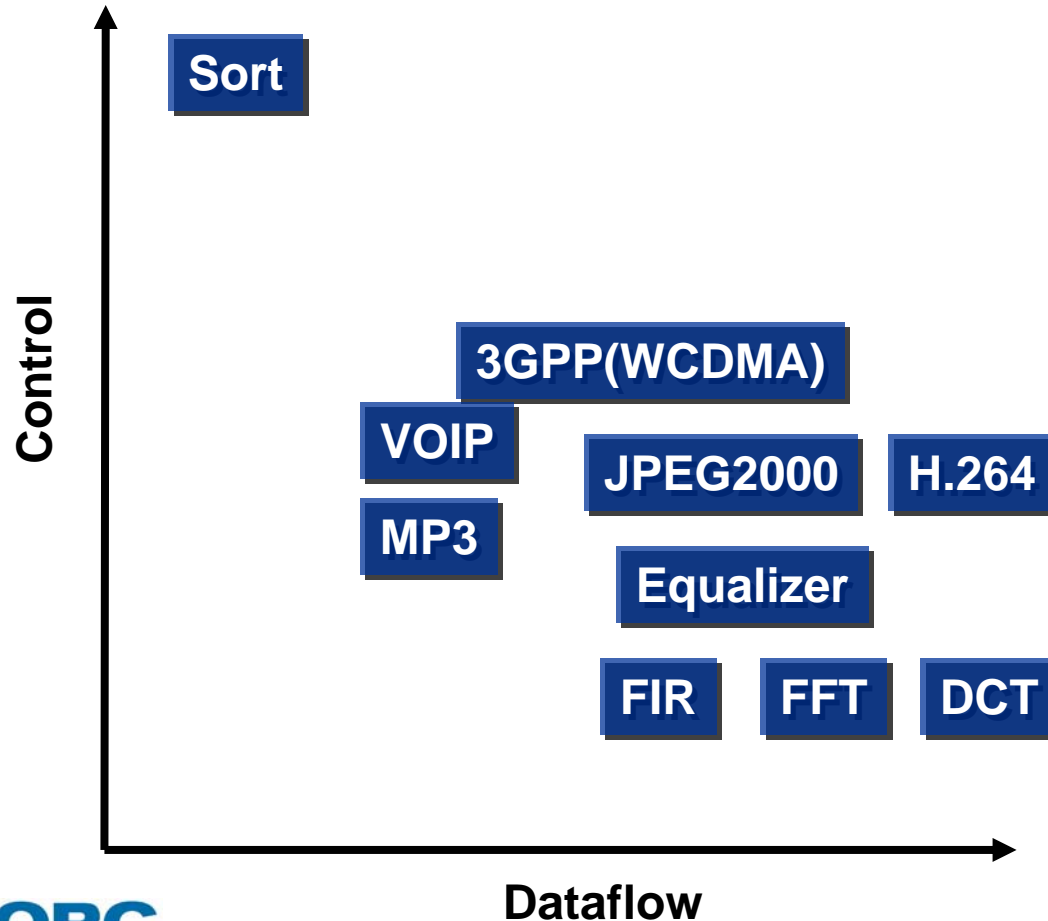 Sort
Control
3GPP(WCDMA)
VOIP
JPEG2000
H.264
MP3
Equalizer
FIR
FFT
DCT
Dataflow